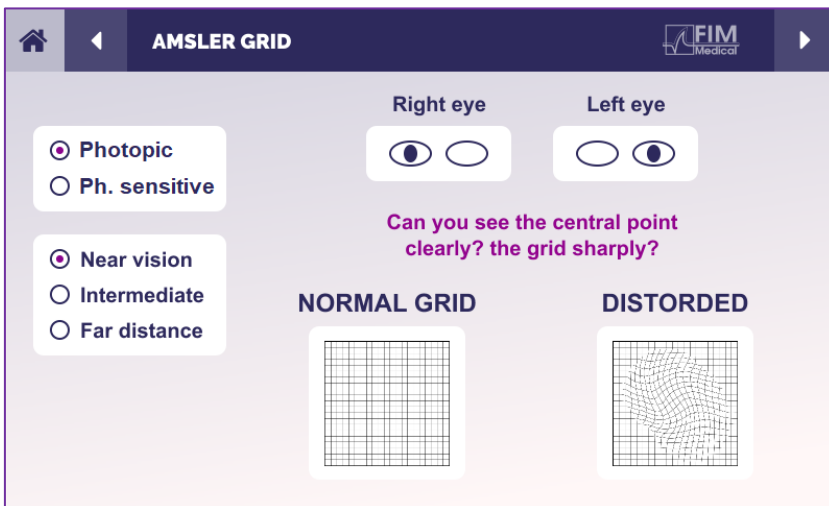 AMSLER GRID
FIM
Medical
Right eye
Left eye
Photopic
Ph. sensitive
Can you see the central point
clearly? the grid sharply?
Near vision
Intermediate
Far distance
NORMAL GRID
DISTORDED